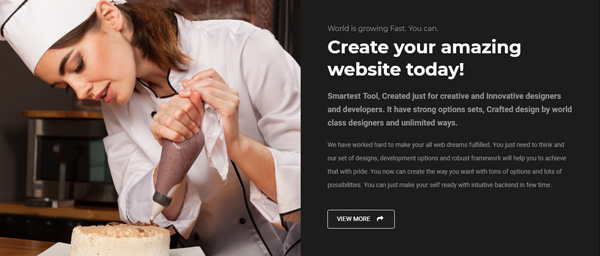 World is growing Fast. You can.
Create your amazing
website today!
Smartest Tool, Created just for creative and Innovative designers
and developers. It have strong options sets, Crafted design by world
class designers and unlimited ways.
We have worked hard to make your all web dreams fulfilled. You just need to think and
our set of designs, development options and robust framework will help you to achieve
that with pride. You now can create the way you want with tons of options and lots of
possibilities. You can just make your self ready with intuitive backend in few time.
VIEW MORE